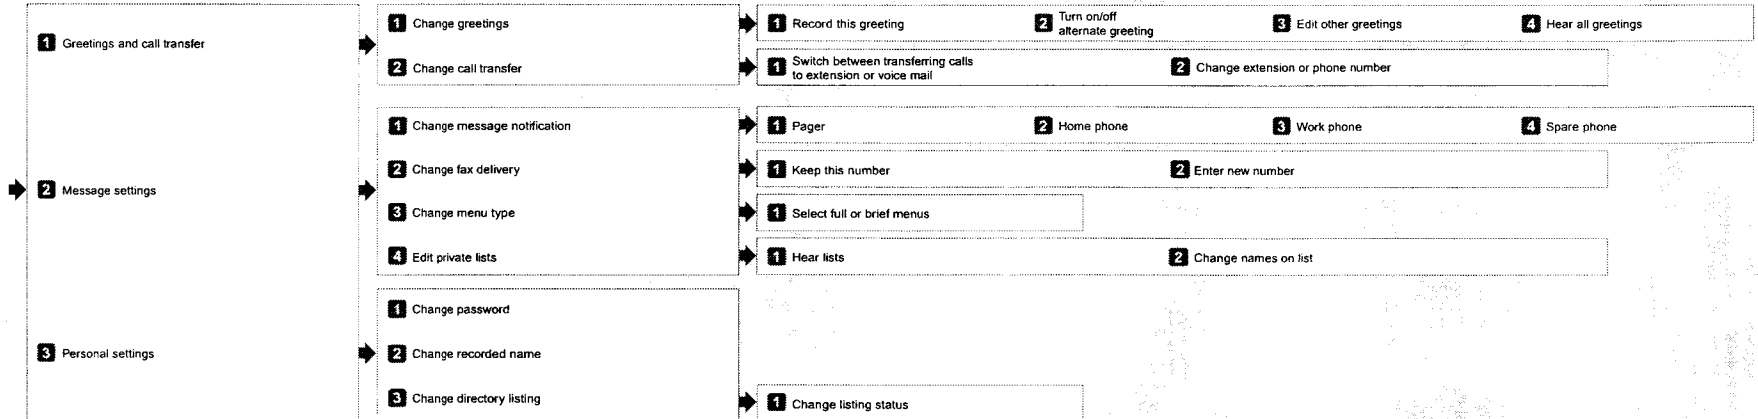 1 Greetings and call transfer
1 Change greetings
1 Record this greeting
2 Turn on/off
alternate greeting
3 Edit other greetings
4 Hear all greetings
2 Change call transfer
1 Switch between transferring calls
to extension or voice mail
2 Change extension or phone number
2 Message settings
1 Change message notification
1 Pager
2 Home phone
3 Work phone
4 Spare phone
2 Change fax delivery
1 Keep this number
2 Enter new number
3 Change menu type
1 Select full or brief menus
4 Edit private lists
1 Hear lists
2 Change names on list
3 Personal settings
1 Change password
2 Change recorded name
3 Change directory listing
1 Change listing status